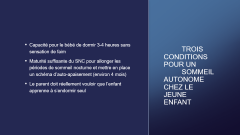 • Capacité pour le bébé de dormir 3-4 heures sans
sensation de faim
• Maturité suffisante du SNC pour allonger les
périodes de sommeil nocturnes et mettre en place
un schéma d'auto-apaisement (environ 4 mois)
• Le parent doit réellement vouloir que l'enfant
apprenne à s'endormir seul
TROIS
CONDITIONS
POUR UN
SOMMEIL
AUTONOME
CHEZ LE
JEUNE
ENFANT